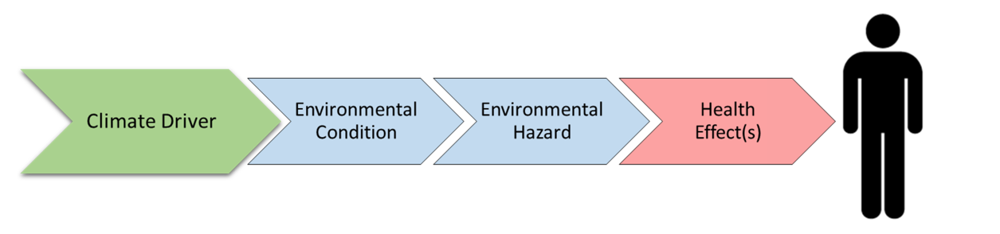 Climate Driver
Environmental
Condition
Environmental
Hazard
Health
Effect(s)